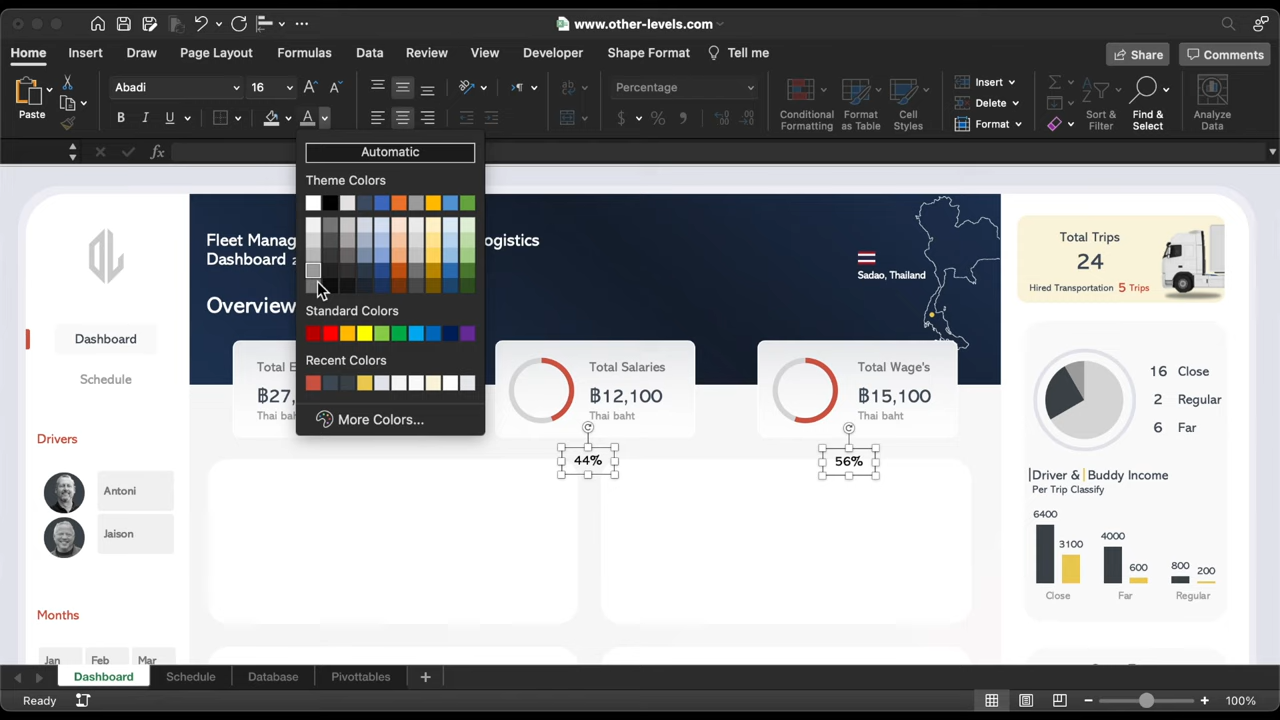 www.other-levels.com
Home Insert Draw Page Layout Formulas Data Review View Developer Shape Format Tell me
Share Comments
Paste
Abadi 16
B I U
A
Percentage
$ %
Conditional Formatting
Format as Table
Cell Styles
Insert
Delete
Format
Sort & Filter
Find & Select
Analyze Data
fx
Automatic
Theme Colors
Standard Colors
Recent Colors
More Colors...
Fleet Manag
ogistics
Dashboard
Overview
Sadao, Thailand
Dashboard
Schedule
Drivers
Antoni
Jaison
Months
Jan Feb Mar
Total E
฿27,
Thai baht
Total Salaries
฿12,100
Thai baht
44%
Total Wage's
฿15,100
Thai baht
56%
Total Trips
24
Hired Transportation 5 Trips
16 Close
2 Regular
6 Far
Driver & Buddy Income
Per Trip Classify
6400 3100 4000 600 800 200
Close Far Regular
Dashboard Schedule Database Pivottables +
Ready
100%